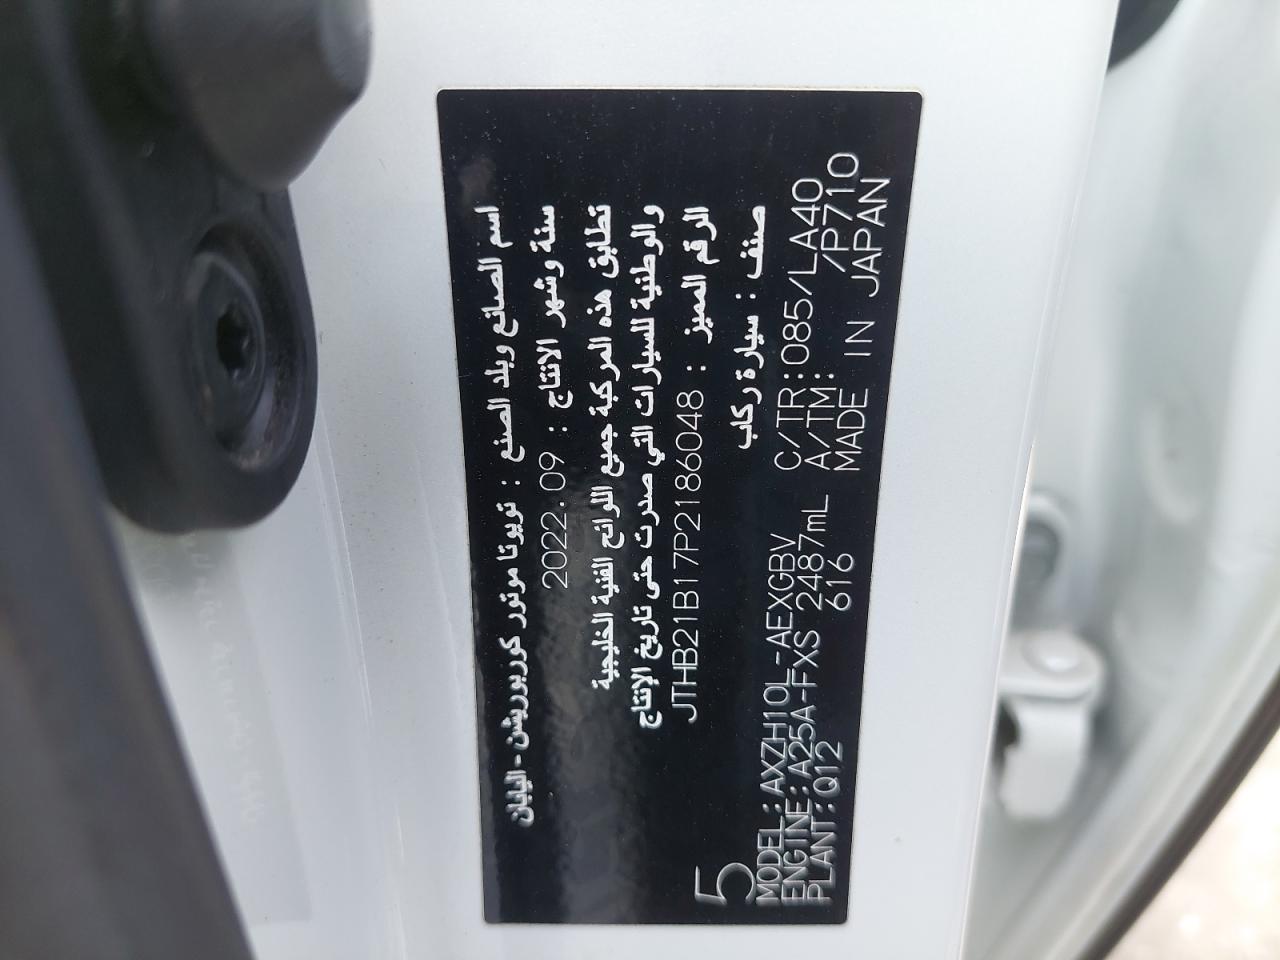 اسم الصانع وبلد الصنع : تويوتا موتور كوربوريشن - اليابان
سنة وشهر الانتاج : 2022.09
تطابق هذه المركبة جميع اللوائح الفنية الخليجية
والوطنية للسيارات التي صدرت حتى تاريخ الإنتاج
الرقم المميز : JTHB21B17P2186048
صنف : سيارة ركاب
5
MODEL:AXZH10L-AEXGBV C/TR:085/LA40
ENGINE:A25A-FXS 2487mL A/TM: /P710
PLANT:Q12 616 MADE IN JAPAN